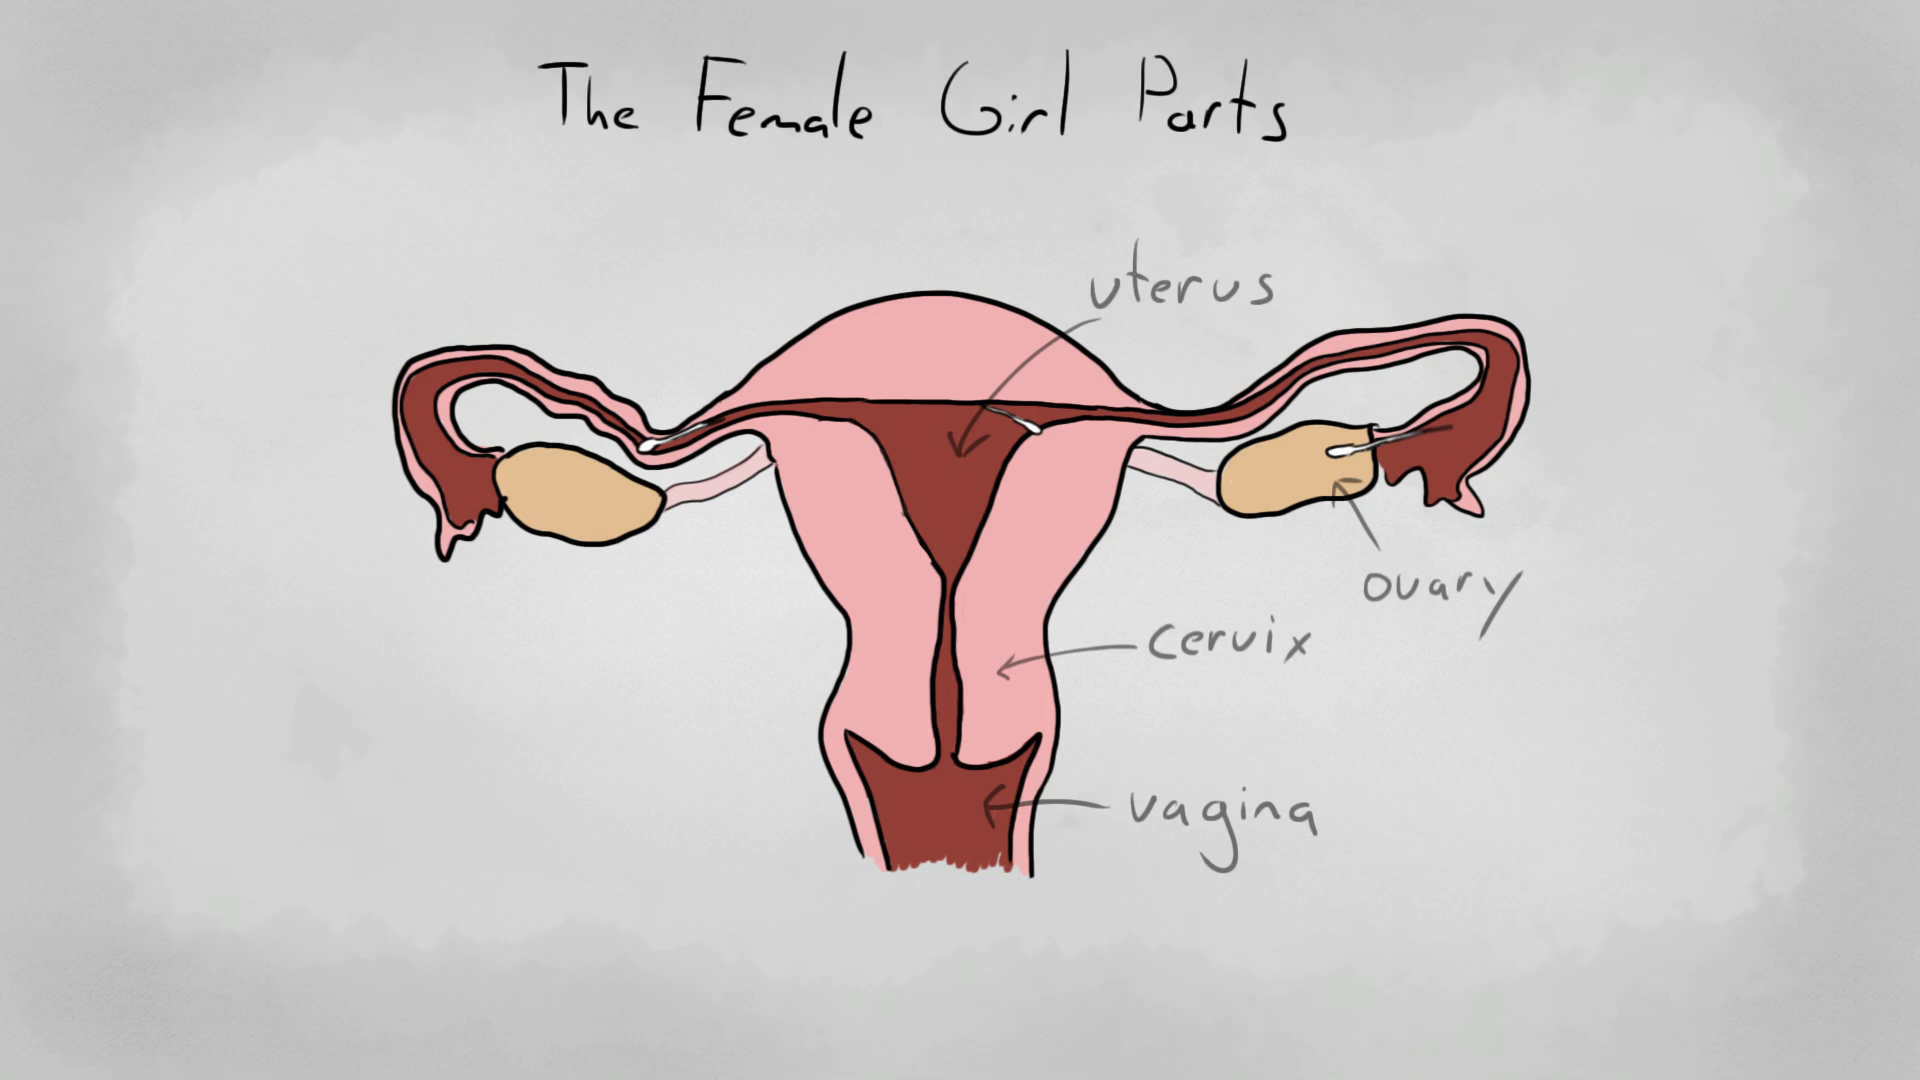 The Female Girl Parts
uterus
ovary
cervix
vagina